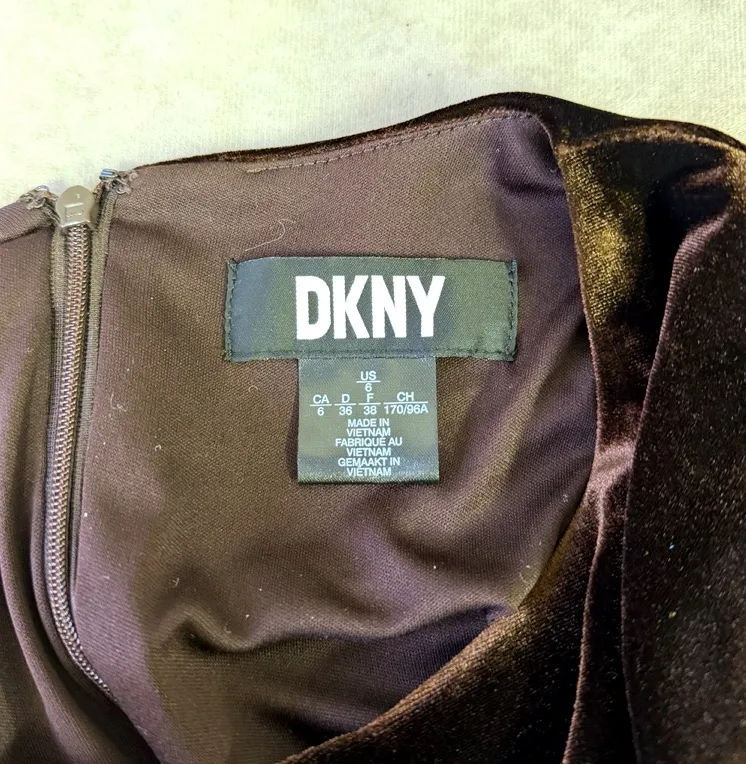 DKNY
US
6
CA D F CH
6 36 38 170/96A
MADE IN
VIETNAM
FABRIQUÉ AU
VIETNAM
GEMAAKT IN
VIETNAM